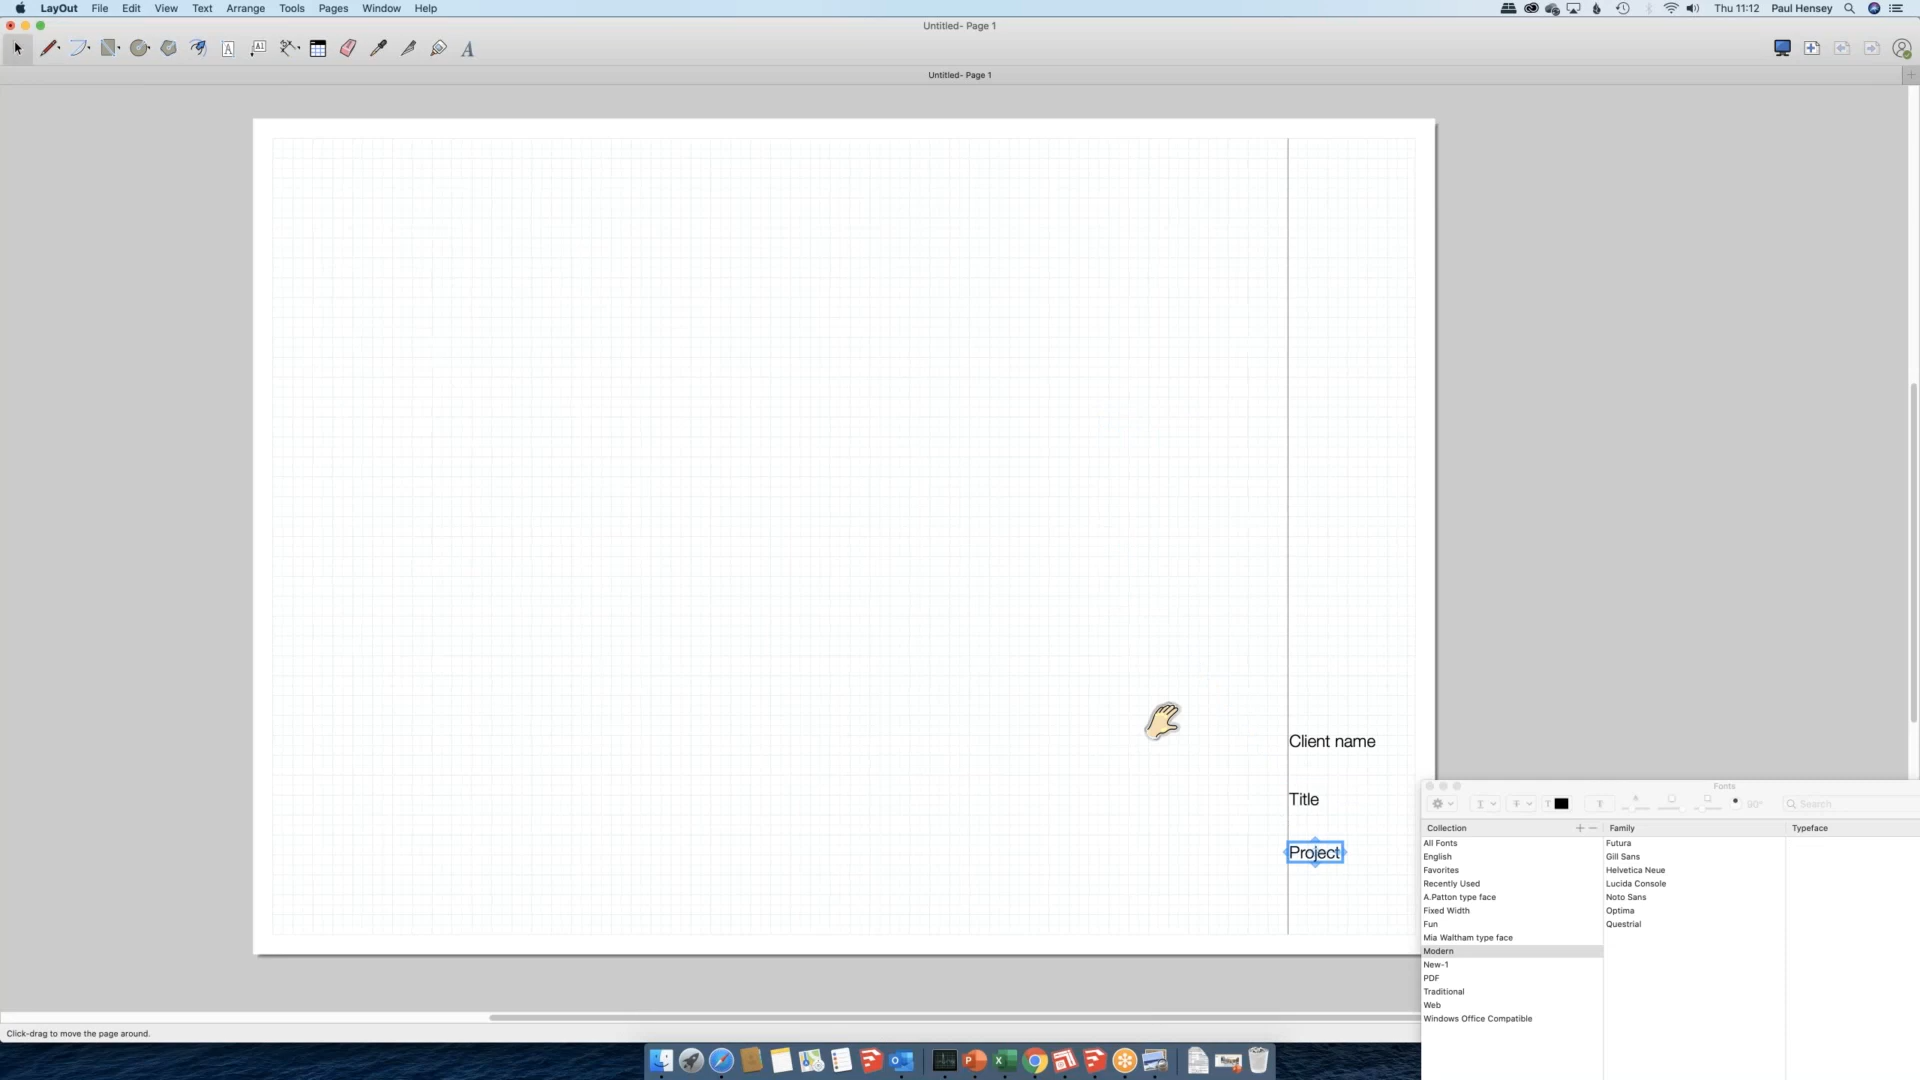 LayOut File Edit View Text Arrange Tools Pages Window Help Thu 11:12 Paul Hensey
Untitled- Page 1
Untitled- Page 1
Client name
Title
Project
Fonts
90°
Search
Collection Family Typeface
All Fonts Futura
English Gill Sans
Favorites Helvetica Neue
Recently Used Lucida Console
A.Patton type face Noto Sans
Fixed Width Optima
Fun Questrial
Mia Waltham type face
Modern
New-1
PDF
Traditional
Web
Windows Office Compatible
Click-drag to move the page around.